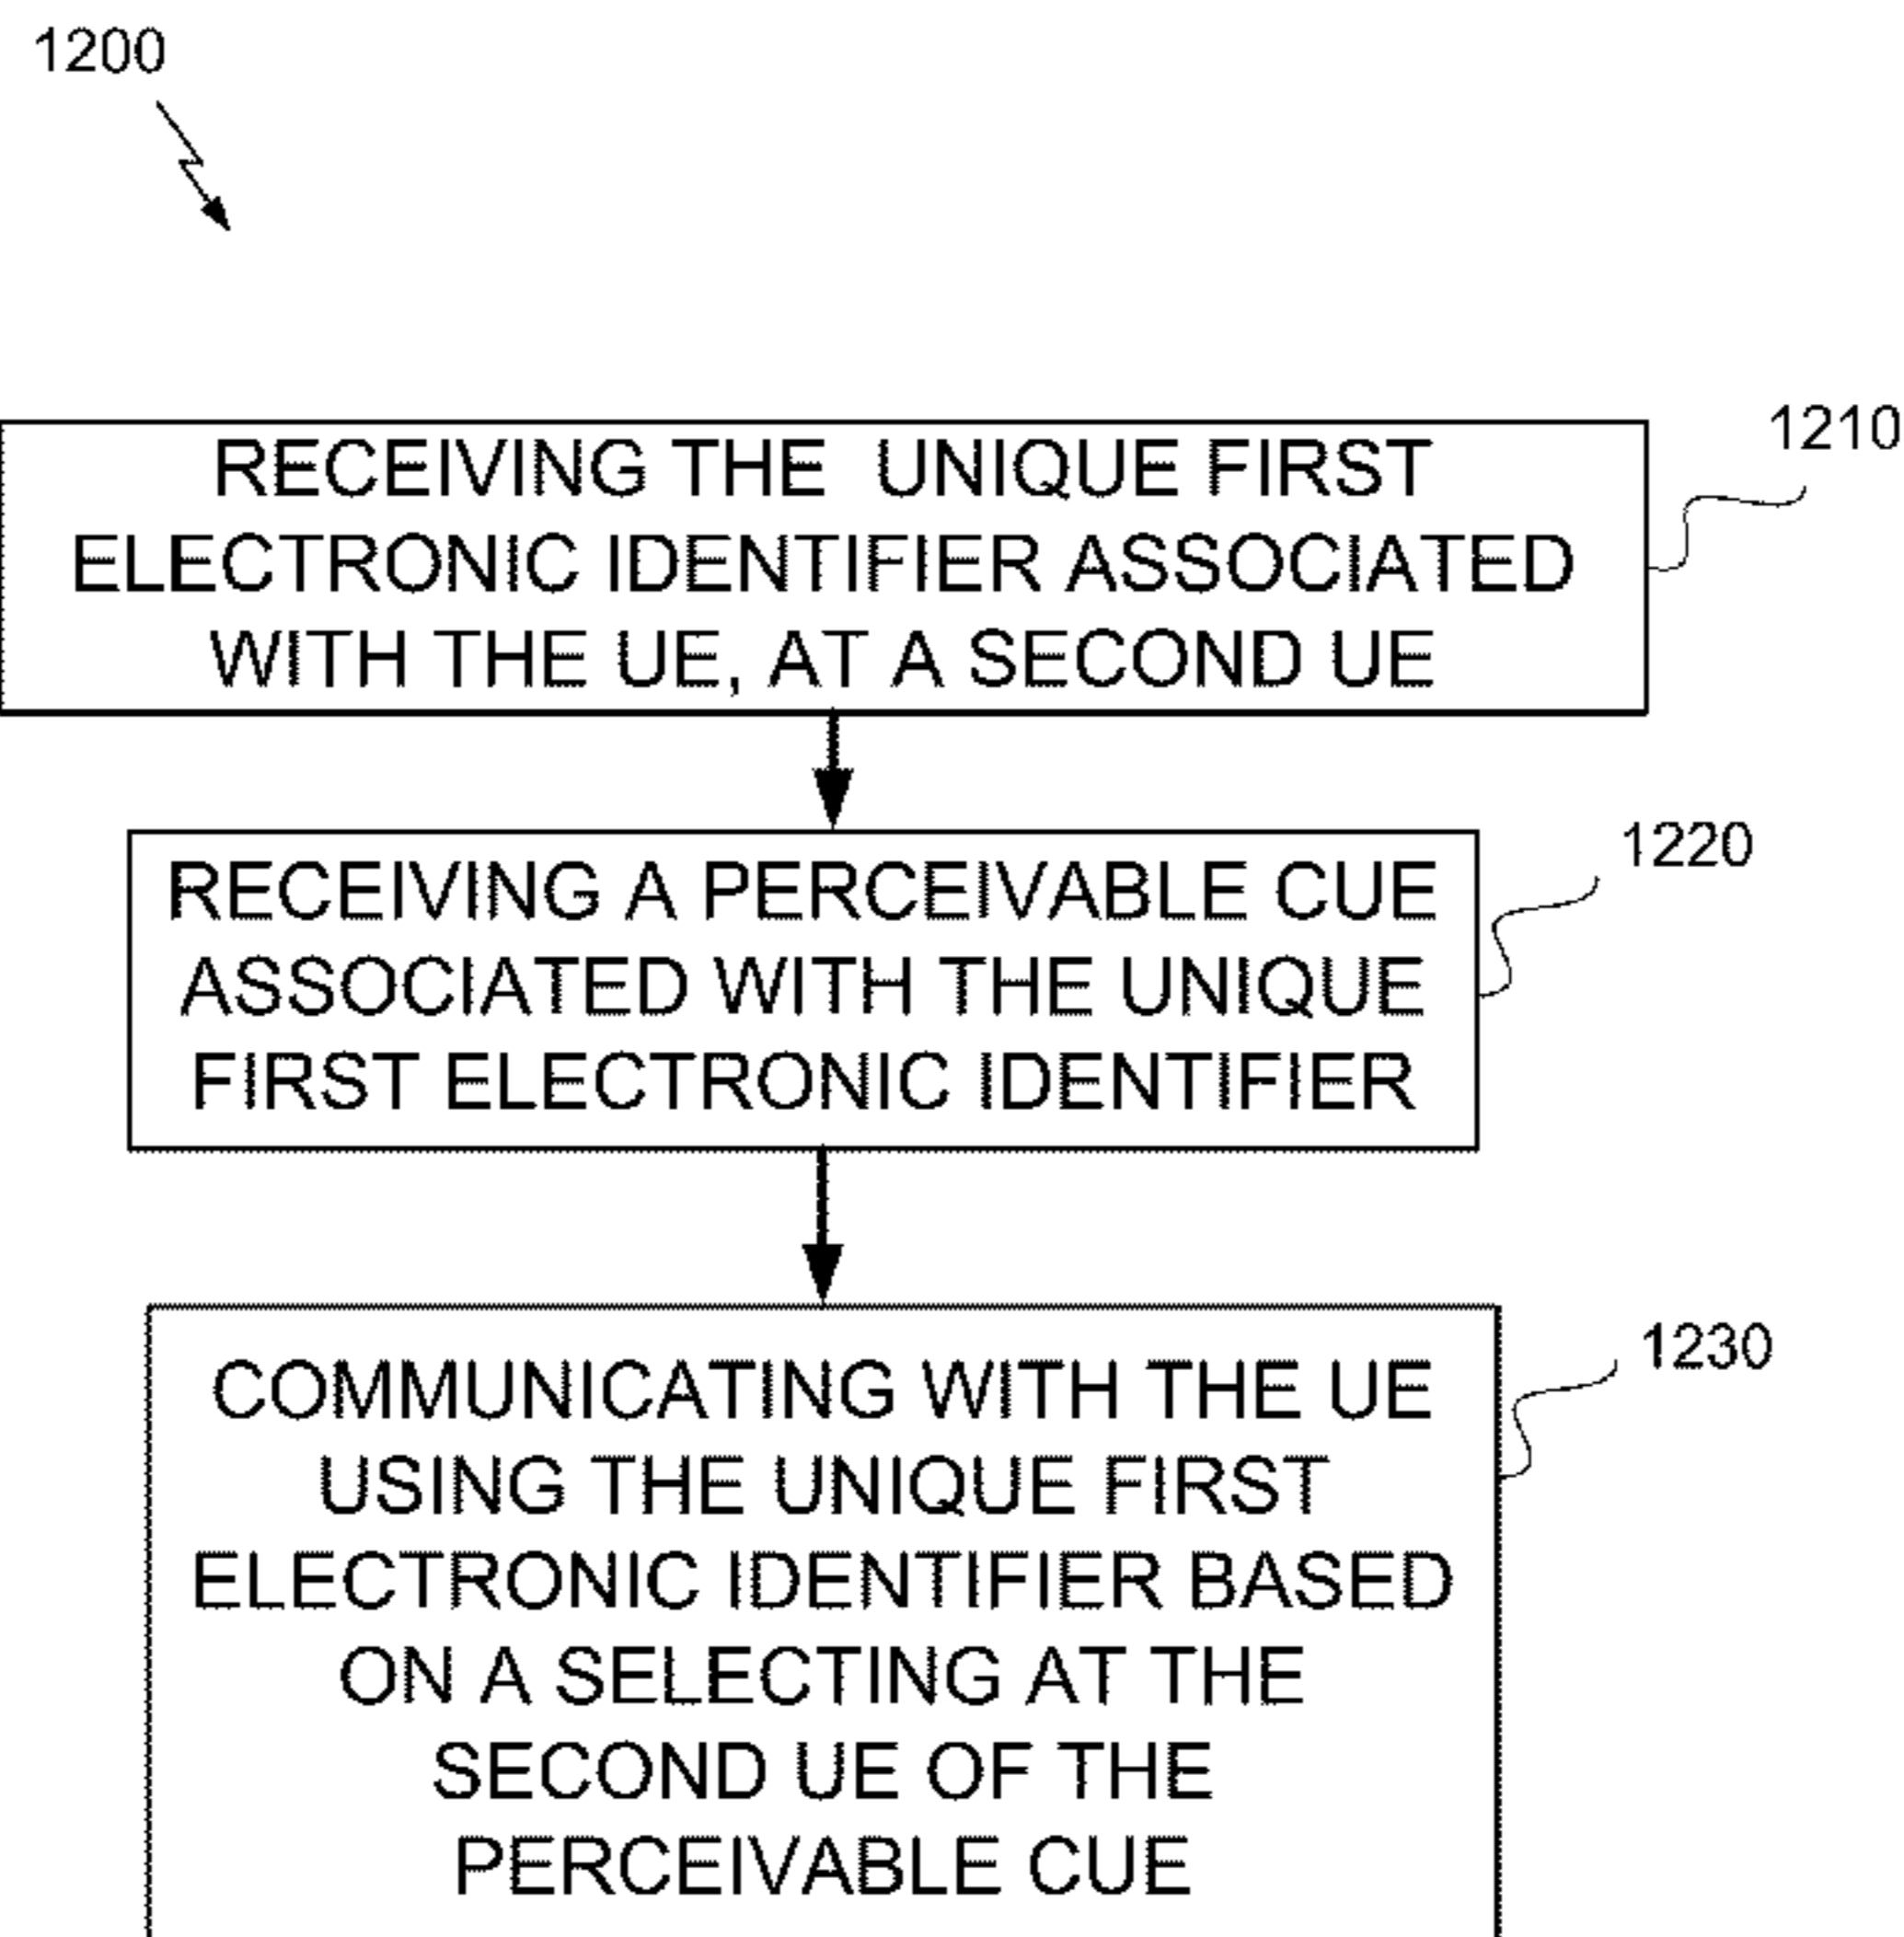 1200
1210
RECEIVING THE UNIQUE FIRST
ELECTRONIC IDENTIFIER ASSOCIATED
WITH THE UE, AT A SECOND UE
1220
RECEIVING A PERCEIVABLE CUE
ASSOCIATED WITH THE UNIQUE
FIRST ELECTRONIC IDENTIFIER
1230
COMMUNICATING WITH THE UE
USING THE UNIQUE FIRST
ELECTRONIC IDENTIFIER BASED
ON A SELECTING AT THE
SECOND UE OF THE
PERCEIVABLE CUE